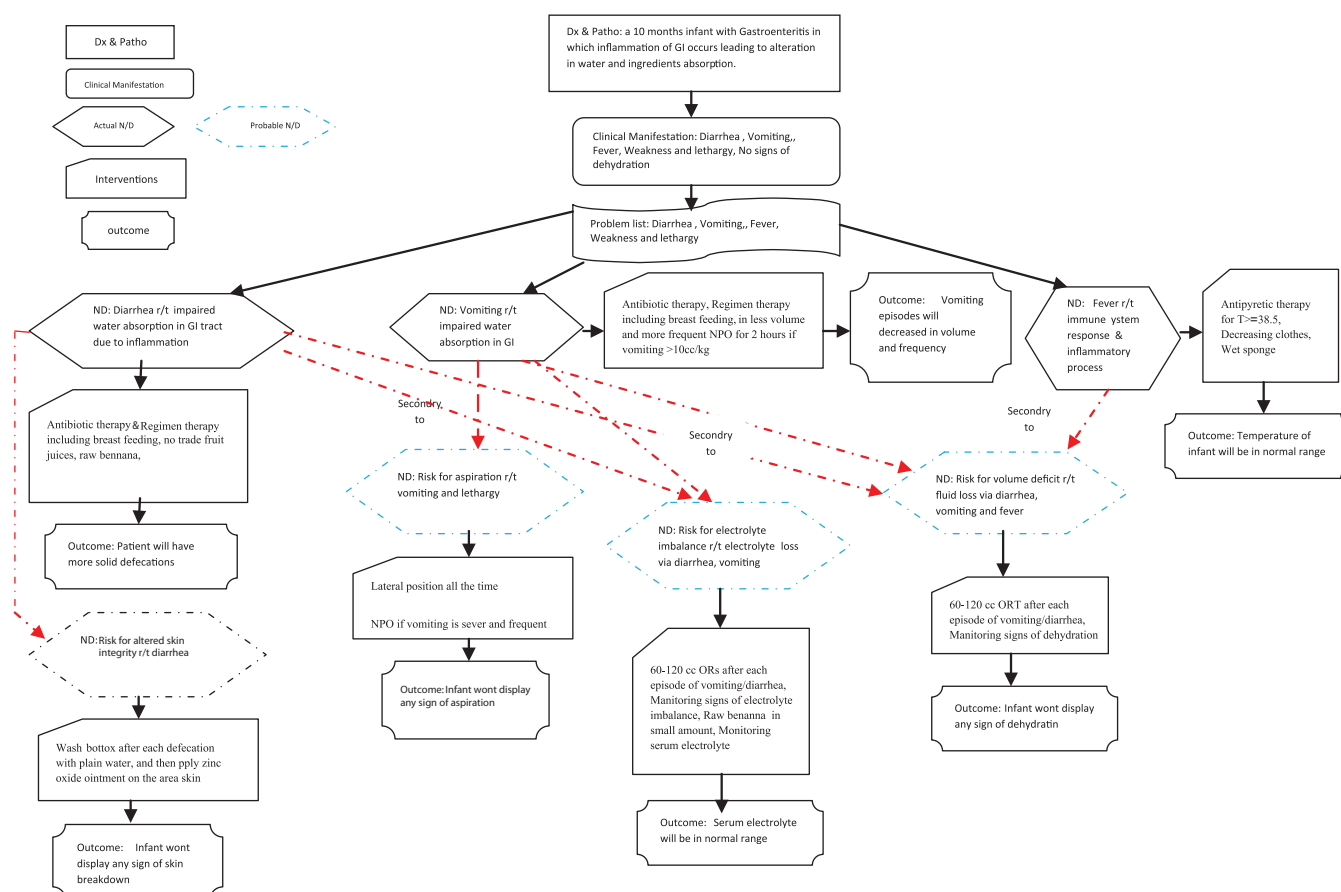 Dx & Patho
Clinical Manifestation
Actual N/D
Probable N/D
Interventions
outcome
Dx & Patho: a 10 months infant with Gastroenteritis in
which inflammation of GI occurs leading to alteration
in water and ingredients absorption.
Clinical Manifestation: Diarrhea , Vomiting,,
Fever, Weakness and lethargy, No signs of
dehydration
Problem list: Diarrhea , Vomiting,, Fever,
Weakness and lethargy
ND: Diarrhea r/t impaired
water absorption in GI tract
due to inflammation
ND: Vomiting r/t
impaired water
absorption in GI
Antibiotic therapy, Regimen therapy
including breast feeding, in less volume
and more frequent NPO for 2 hours if
vomiting >10cc/kg
Outcome: Vomiting
episodes will
decreased in volume
and frequency
ND: Fever r/t
immune ystem
response &
inflammatory
process
Antipyretic therapy
for T>=38.5,
Decreasing clothes,
Wet sponge
Antibiotic therapy & Regimen therapy
including breast feeding, no trade fruit
juices, raw bennana,
Secondry
to
Secondry
to
Secondry
to
Outcome: Temperature of
infant will be in normal range
ND: Risk for aspiration r/t
vomiting and lethargy
ND: Risk for electrolyte
imbalance r/t electrolyte loss
via diarrhea, vomiting
ND: Risk for volume deficit r/t
fluid loss via diarrhea,
vomiting and fever
Outcome: Patient will have
more solid defecations
Lateral position all the time
NPO if vomiting is sever and frequent
60-120 cc ORT after each
episode of vomiting/diarrhea,
Manitoring signs of dehydration
ND: Risk for altered skin
integrity r/t diarrhea
Outcome: Infant wont display
any sign of aspiration
60-120 cc ORs after each
episode of vomiting/diarrhea,
Manitoring signs of electrolyte
imbalance, Raw benanna in
small amount, Monitoring
serum electrolyte
Outcome: Infant wont display
any sign of dehydratin
Wash bottox after each defecation
with plain water, and then pply zinc
oxide ointment on the area skin
Outcome: Serum electrolyte
will be in normal range
Outcome: Infant wont
display any sign of skin
breakdown